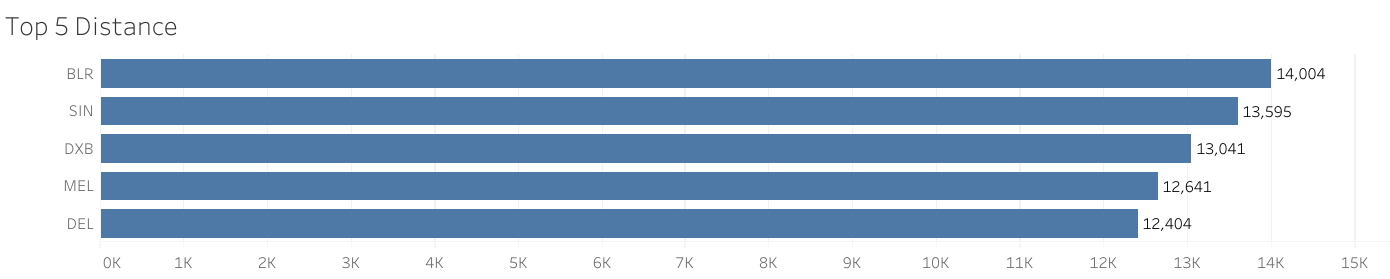 Top 5 Distance
BLR 14,004
SIN 13,595
DXB 13,041
MEL 12,641
DEL 12,404
0K 1K 2K 3K 4K 5K 6K 7K 8K 9K 10K 11K 12K 13K 14K 15K